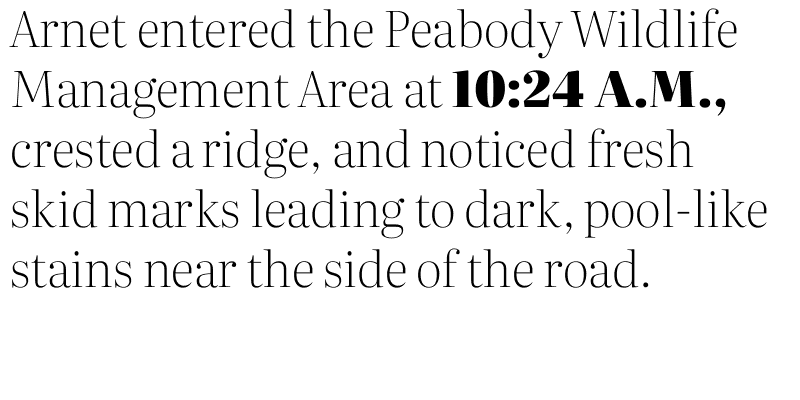 Arnet entered the Peabody Wildlife
Management Area at 10:24 A.M.,
crested a ridge, and noticed fresh
skid marks leading to dark, pool-like
stains near the side of the road.